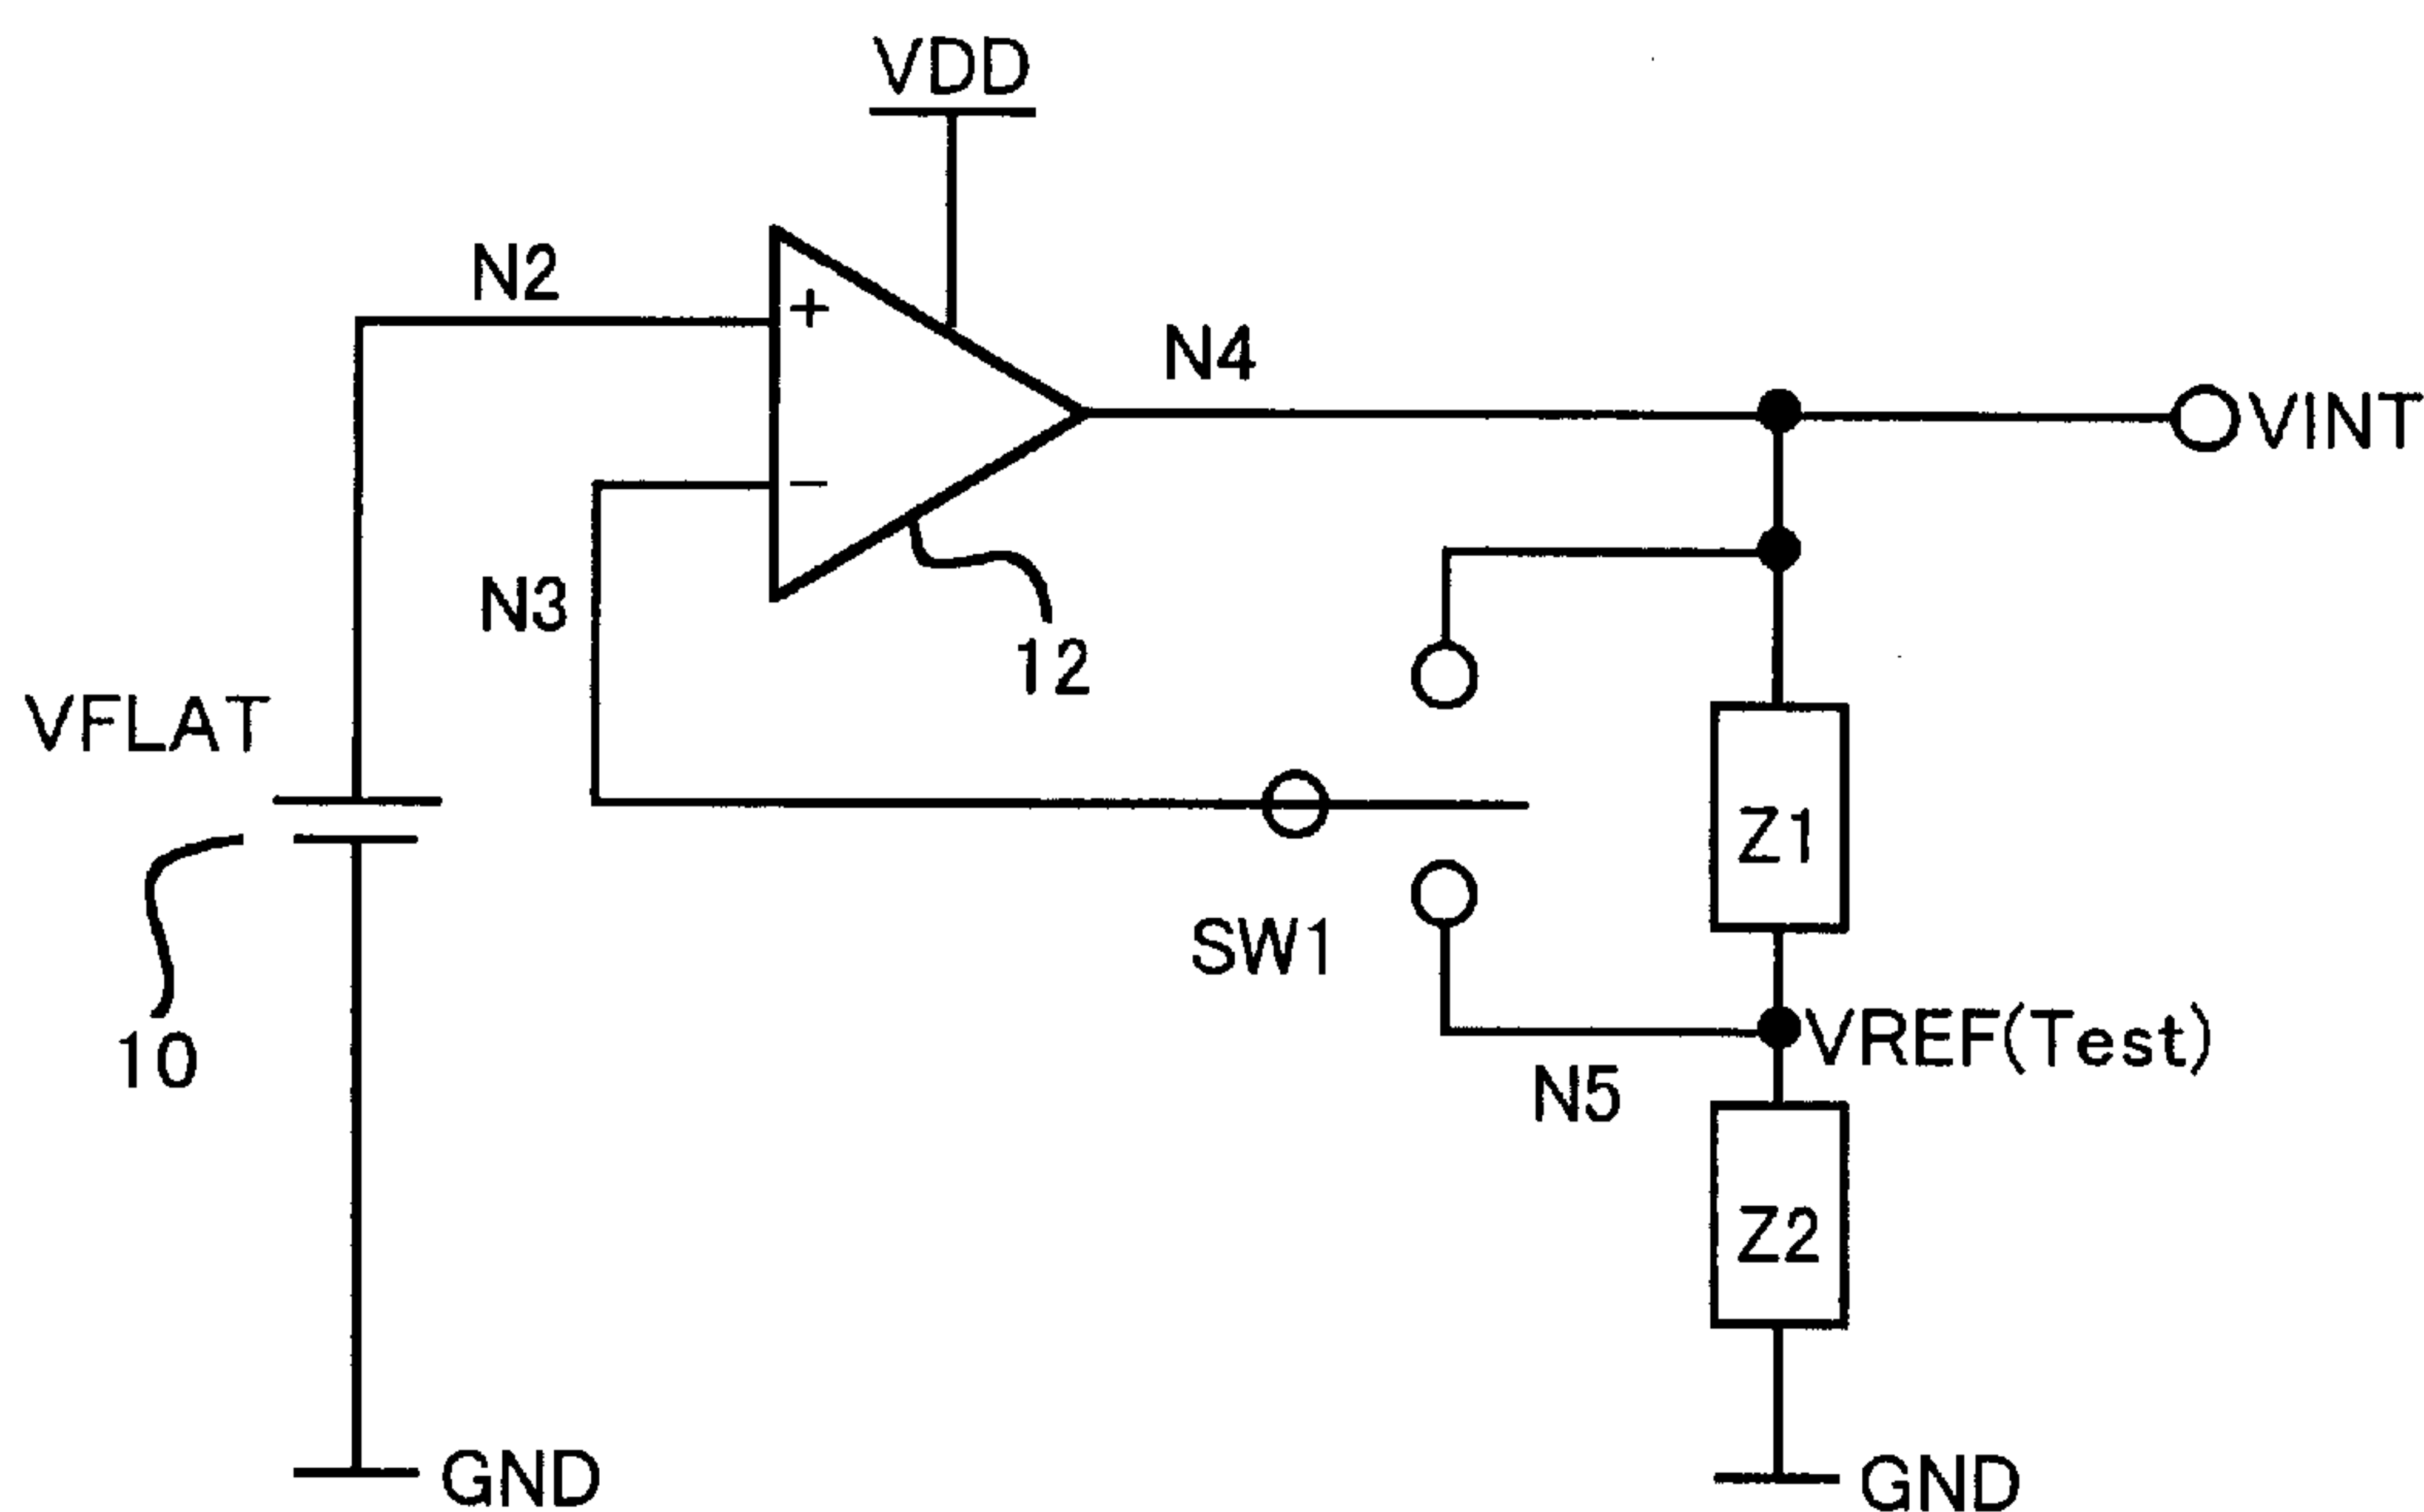 VDD
N2
+
N4
VINT
−
N3
12
VFLAT
Z1
SW1
10
VREF(Test)
N5
Z2
GND
GND